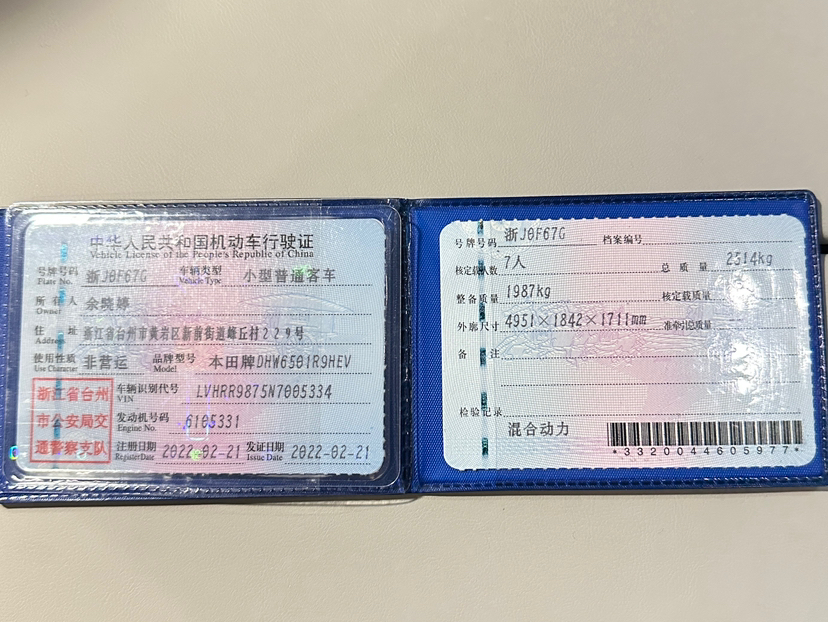 中华人民共和国机动车行驶证
Vehicle License of the People's Republic of China
号牌号码 浙J0F67G 车辆类型 小型普通客车
Plate No. Vehicle Type
所有人 余晓婷
Owner
住址 浙江省台州市黄岩区新前街道峰丘村229号
Address
使用性质 非营运 品牌型号 本田牌DHW6501R9HEV
Use Character Model
浙江省台州
市公安局交
通警察支队
车辆识别代号 LVHRR9875N7005334
VIN
发动机号码 6105331
Engine No.
注册日期 2022-02-21 发证日期 2022-02-21
Register Date Issue Date
号牌号码 浙J0F67G 档案编号
核定载人数 7人 总质量 2514kg
整备质量 1987kg 核定载质量
外廓尺寸 4951×1842×1711 准牵引总质量
备注
检验记录
混合动力
*3320044605977*